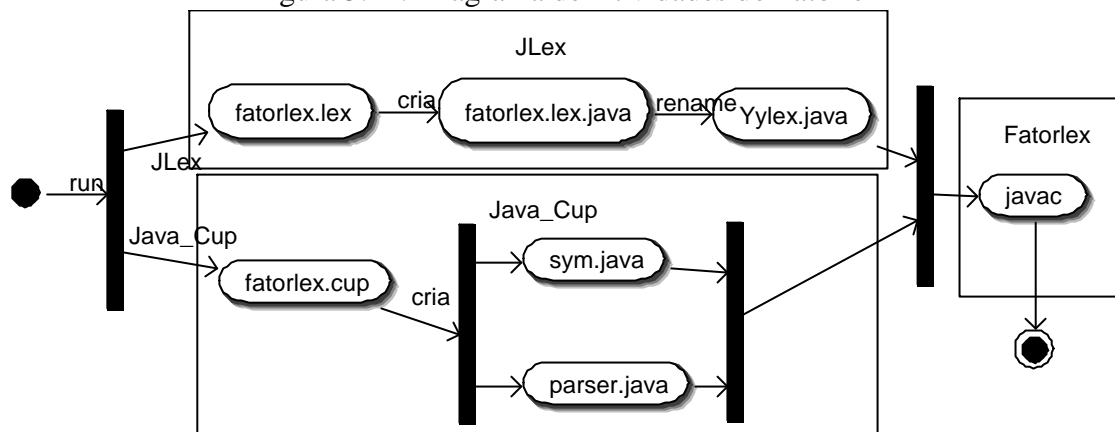 JLex
fatorlex.lex
cria
fatorlex.lex.java
rename
Yylex.java
JLex
run
Java_Cup
fatorlex.cup
cria
Java_Cup
sym.java
parser.java
Fatorlex
javac